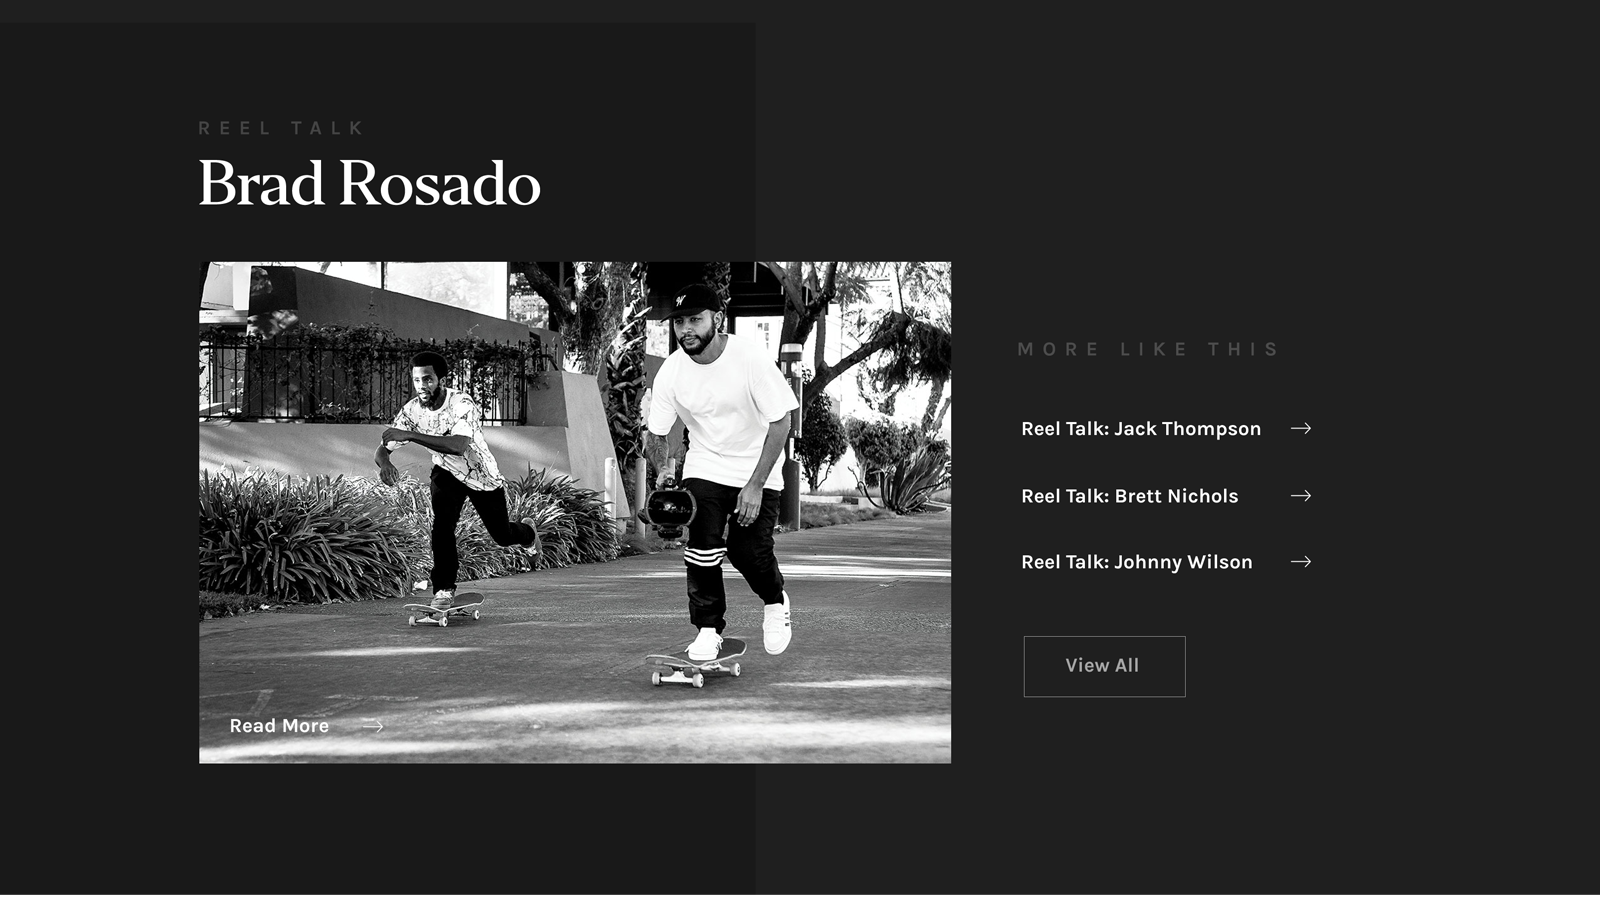 REEL TALK
Brad Rosado
MORE LIKE THIS
Reel Talk: Jack Thompson
Reel Talk: Brett Nichols
Reel Talk: Johnny Wilson
View All
Read More